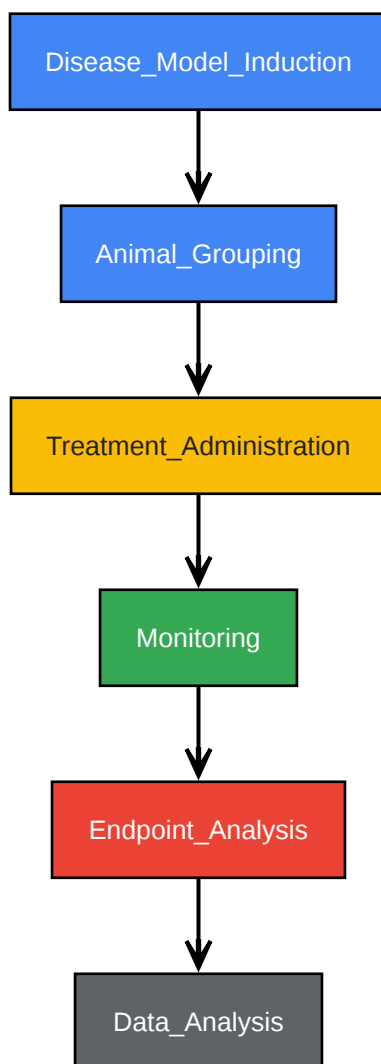 Disease_Model_Induction
Animal_Grouping
Treatment_Administration
Monitoring
Endpoint_Analysis
Data_Analysis